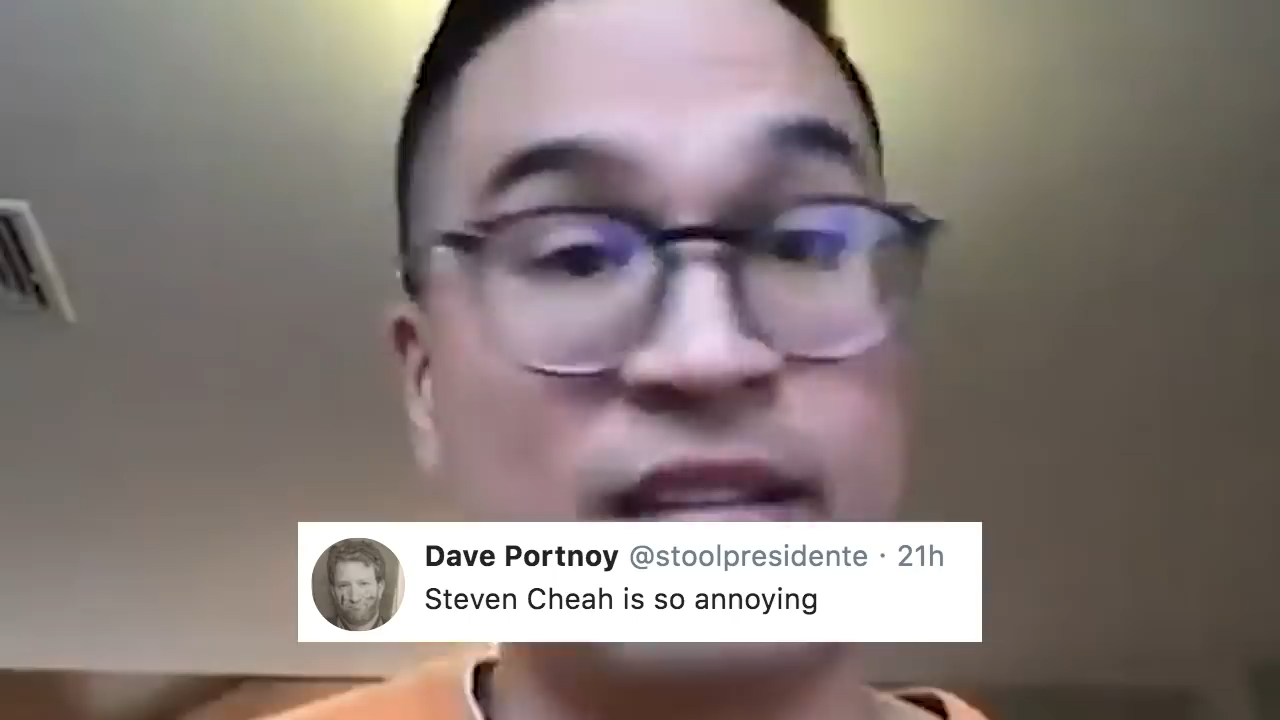 Dave Portnoy @stoolpresidente · 21h
Steven Cheah is so annoying